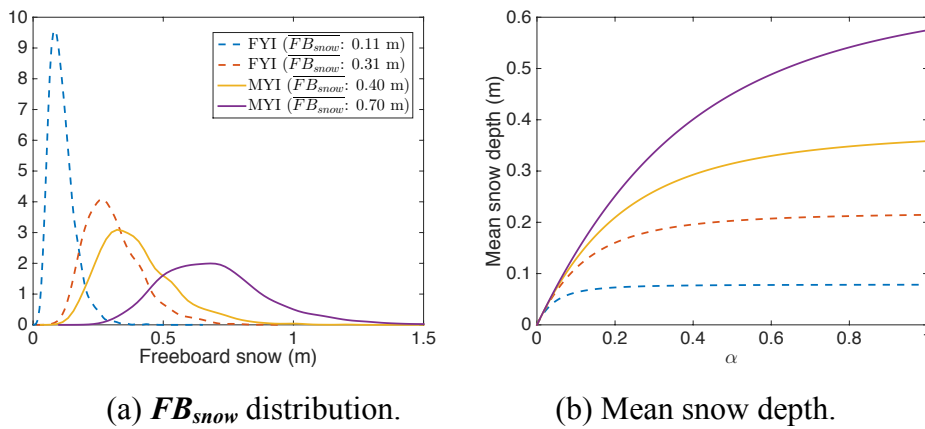 10
9
8
7
6
5
4
3
2
1
0
0 0.5 1 1.5
Freeboard snow (m)
FYI (FB_snow: 0.11 m)
FYI (FB_snow: 0.31 m)
MYI (FB_snow: 0.40 m)
MYI (FB_snow: 0.70 m)
(a) FB_snow distribution.
0.6
0.5
0.4
0.3
0.2
0.1
0
Mean snow depth (m)
0 0.2 0.4 0.6 0.8 1
α
(b) Mean snow depth.